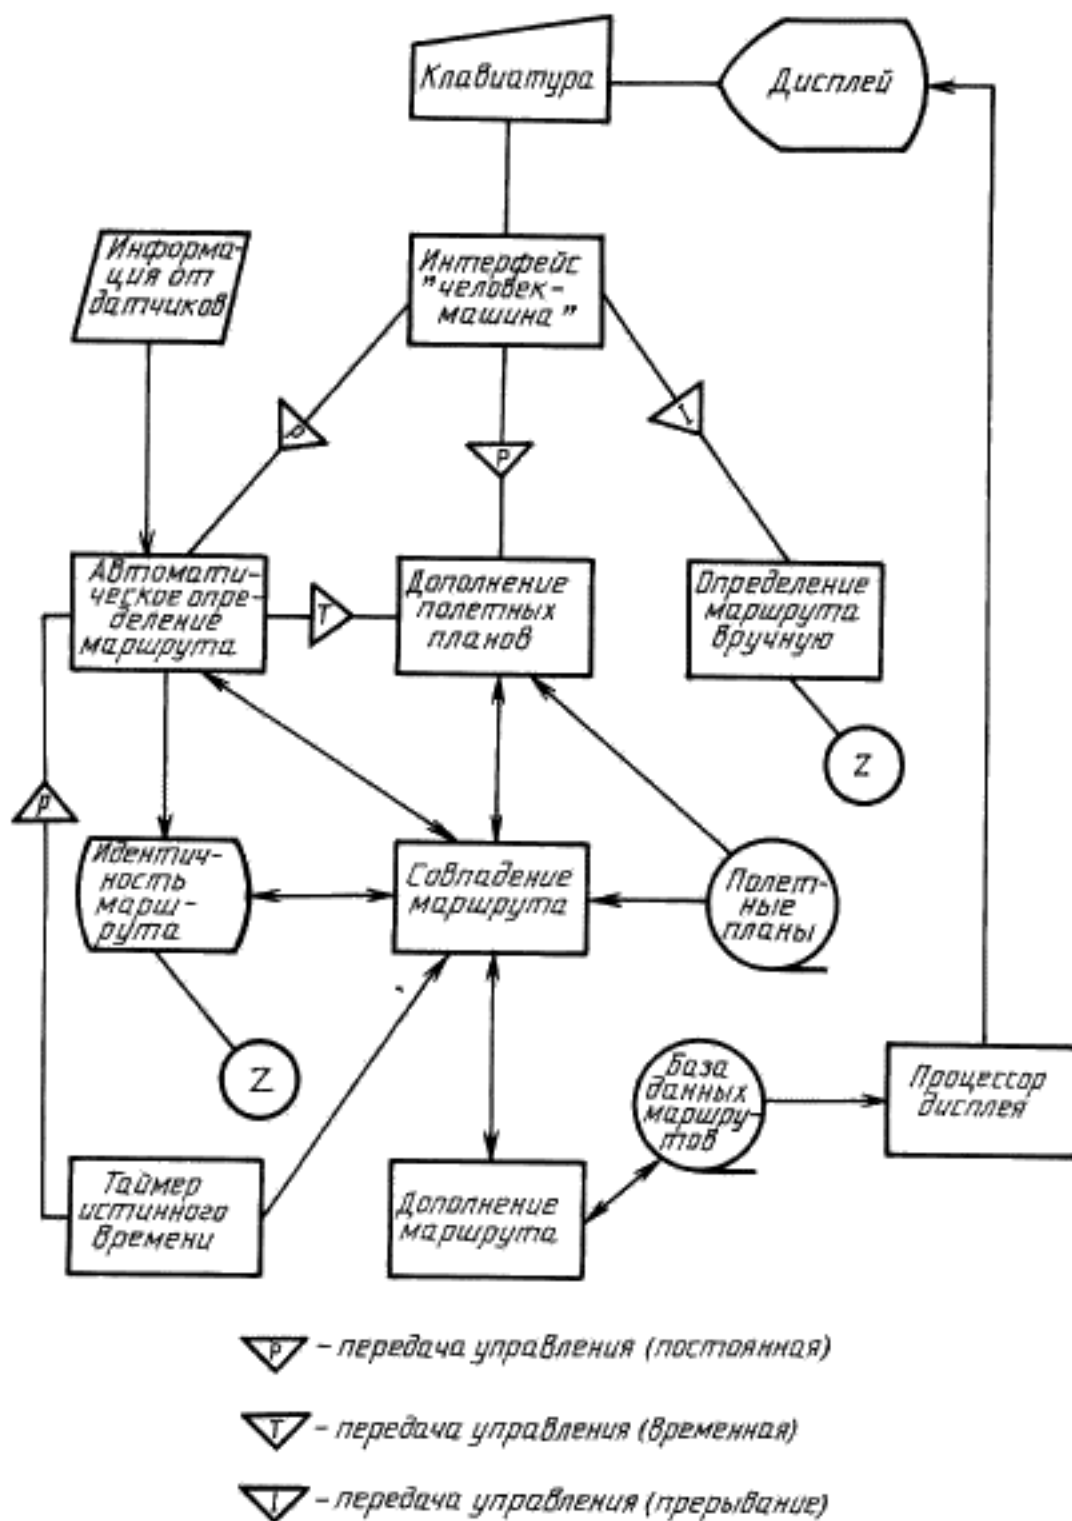 Клавиатура
Дисплей
Информа-
ция от
датчиков
Интерфейс
"человек-
машина"
P
P
I
Автомати-
ческое опре-
деление
маршрута
T
Дополнение
полетных
планов
Определение
маршрута
вручную
Z
P
Идентич-
ность
марш-
рута
Совпадение
маршрута
Полет-
ные
планы
Z
База
данных
маршру-
тов
Процессор
дисплея
Таймер
истинного
времени
Дополнение
маршрута
P - передача управления (постоянная)
T - передача управления (временная)
I - передача управления (прерывание)